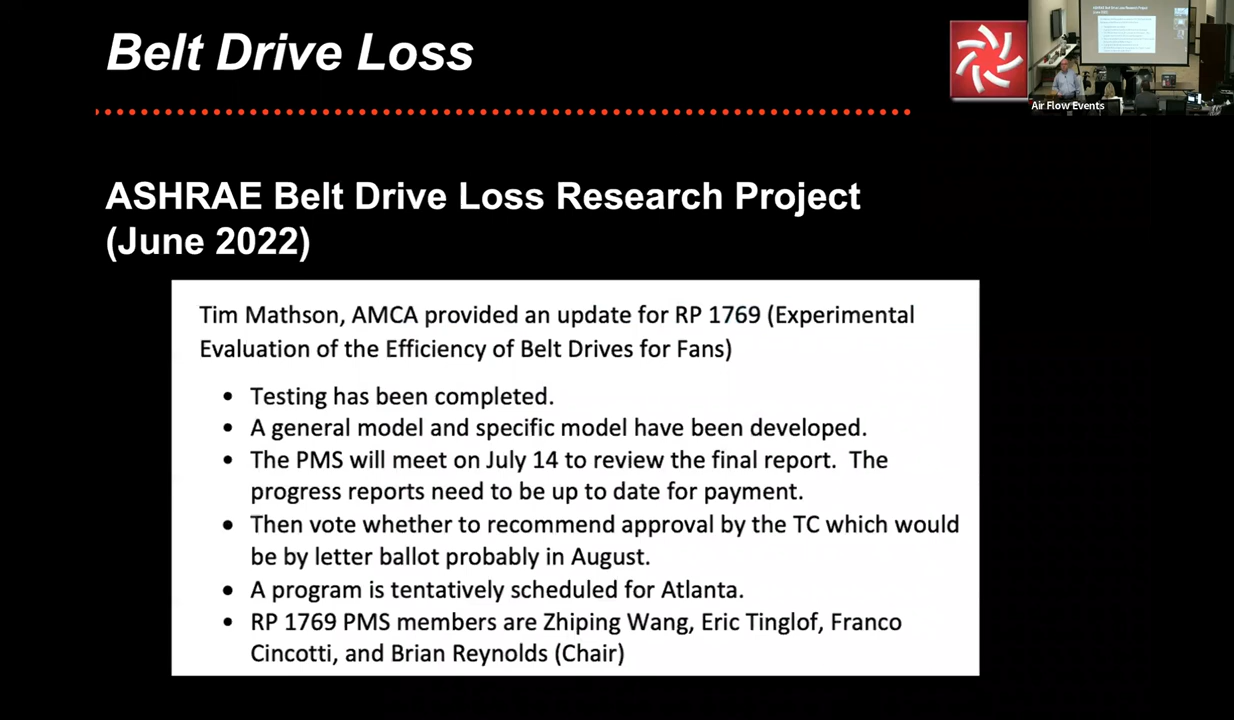 Belt Drive Loss
Air Flow Events
ASHRAE Belt Drive Loss Research Project
(June 2022)
Tim Mathson, AMCA provided an update for RP 1769 (Experimental
Evaluation of the Efficiency of Belt Drives for Fans)
• Testing has been completed.
• A general model and specific model have been developed.
• The PMS will meet on July 14 to review the final report.  The
progress reports need to be up to date for payment.
• Then vote whether to recommend approval by the TC which would
be by letter ballot probably in August.
• A program is tentatively scheduled for Atlanta.
• RP 1769 PMS members are Zhiping Wang, Eric Tinglof, Franco
Cincotti, and Brian Reynolds (Chair)